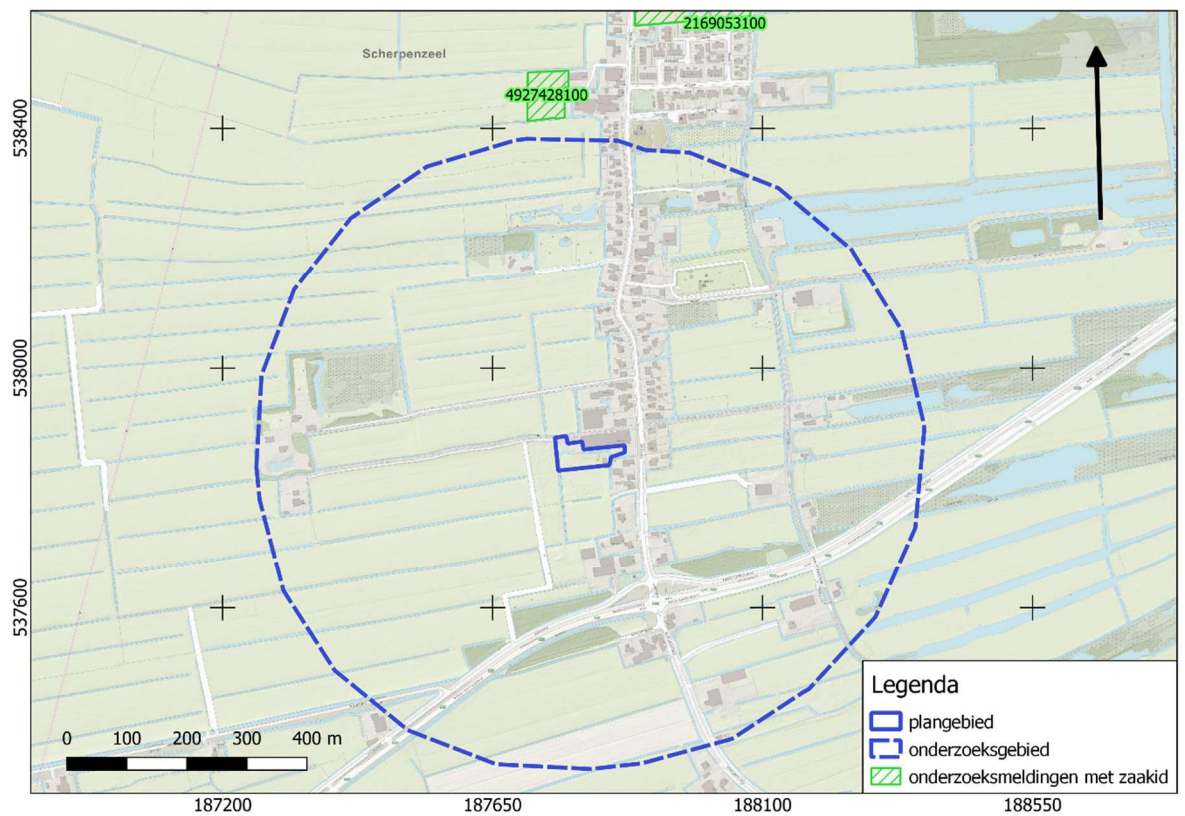 2169053100
Scherpenzeel
4927428100
538400
538000
537600
Legenda
plangebied
onderzoeksgebied
onderzoeksmeldingen met zaakid
0 100 200 300 400 m
187200 187650 188100 188550